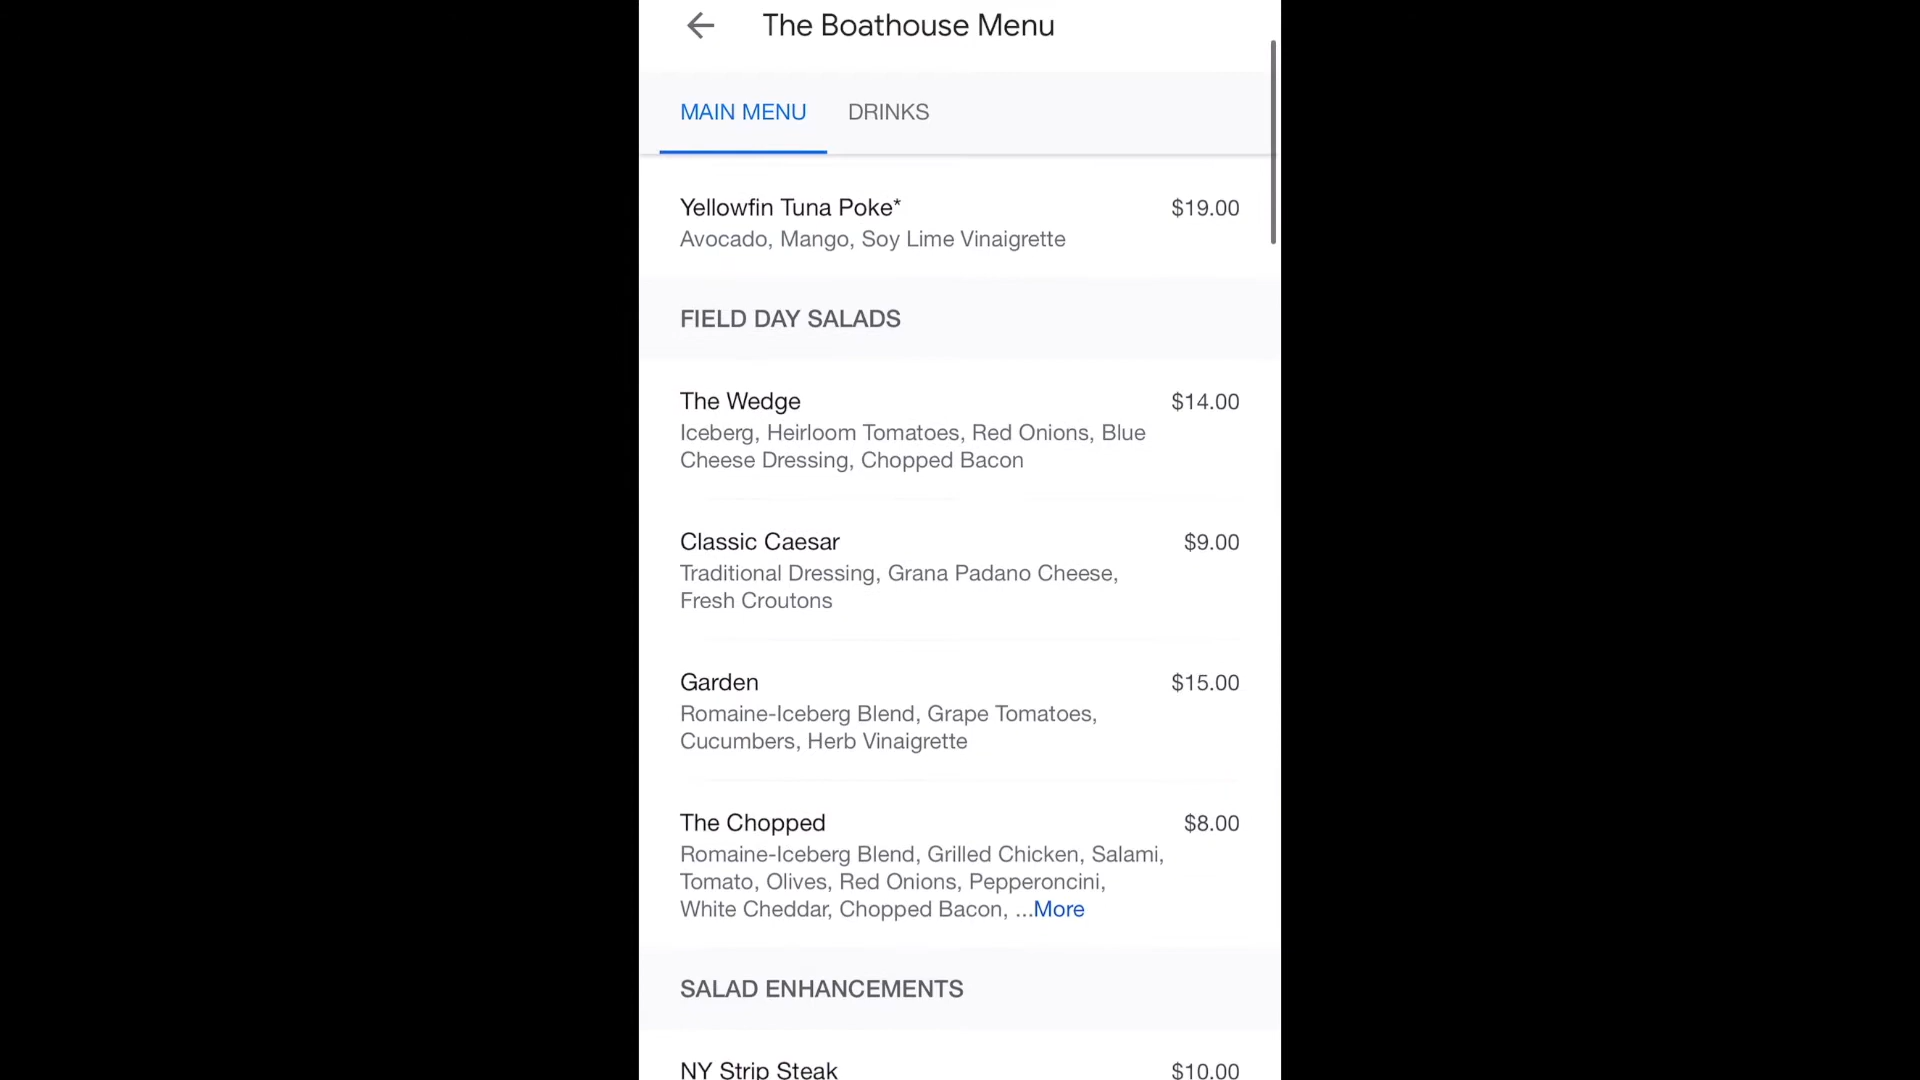 The Boathouse Menu
MAIN MENU DRINKS
Yellowfin Tuna Poke* $19.00
Avocado, Mango, Soy Lime Vinaigrette
FIELD DAY SALADS
The Wedge $14.00
Iceberg, Heirloom Tomatoes, Red Onions, Blue
Cheese Dressing, Chopped Bacon
Classic Caesar $9.00
Traditional Dressing, Grana Padano Cheese,
Fresh Croutons
Garden $15.00
Romaine-Iceberg Blend, Grape Tomatoes,
Cucumbers, Herb Vinaigrette
The Chopped $8.00
Romaine-Iceberg Blend, Grilled Chicken, Salami,
Tomato, Olives, Red Onions, Pepperoncini,
White Cheddar, Chopped Bacon, ...More
SALAD ENHANCEMENTS
NY Strip Steak $10.00